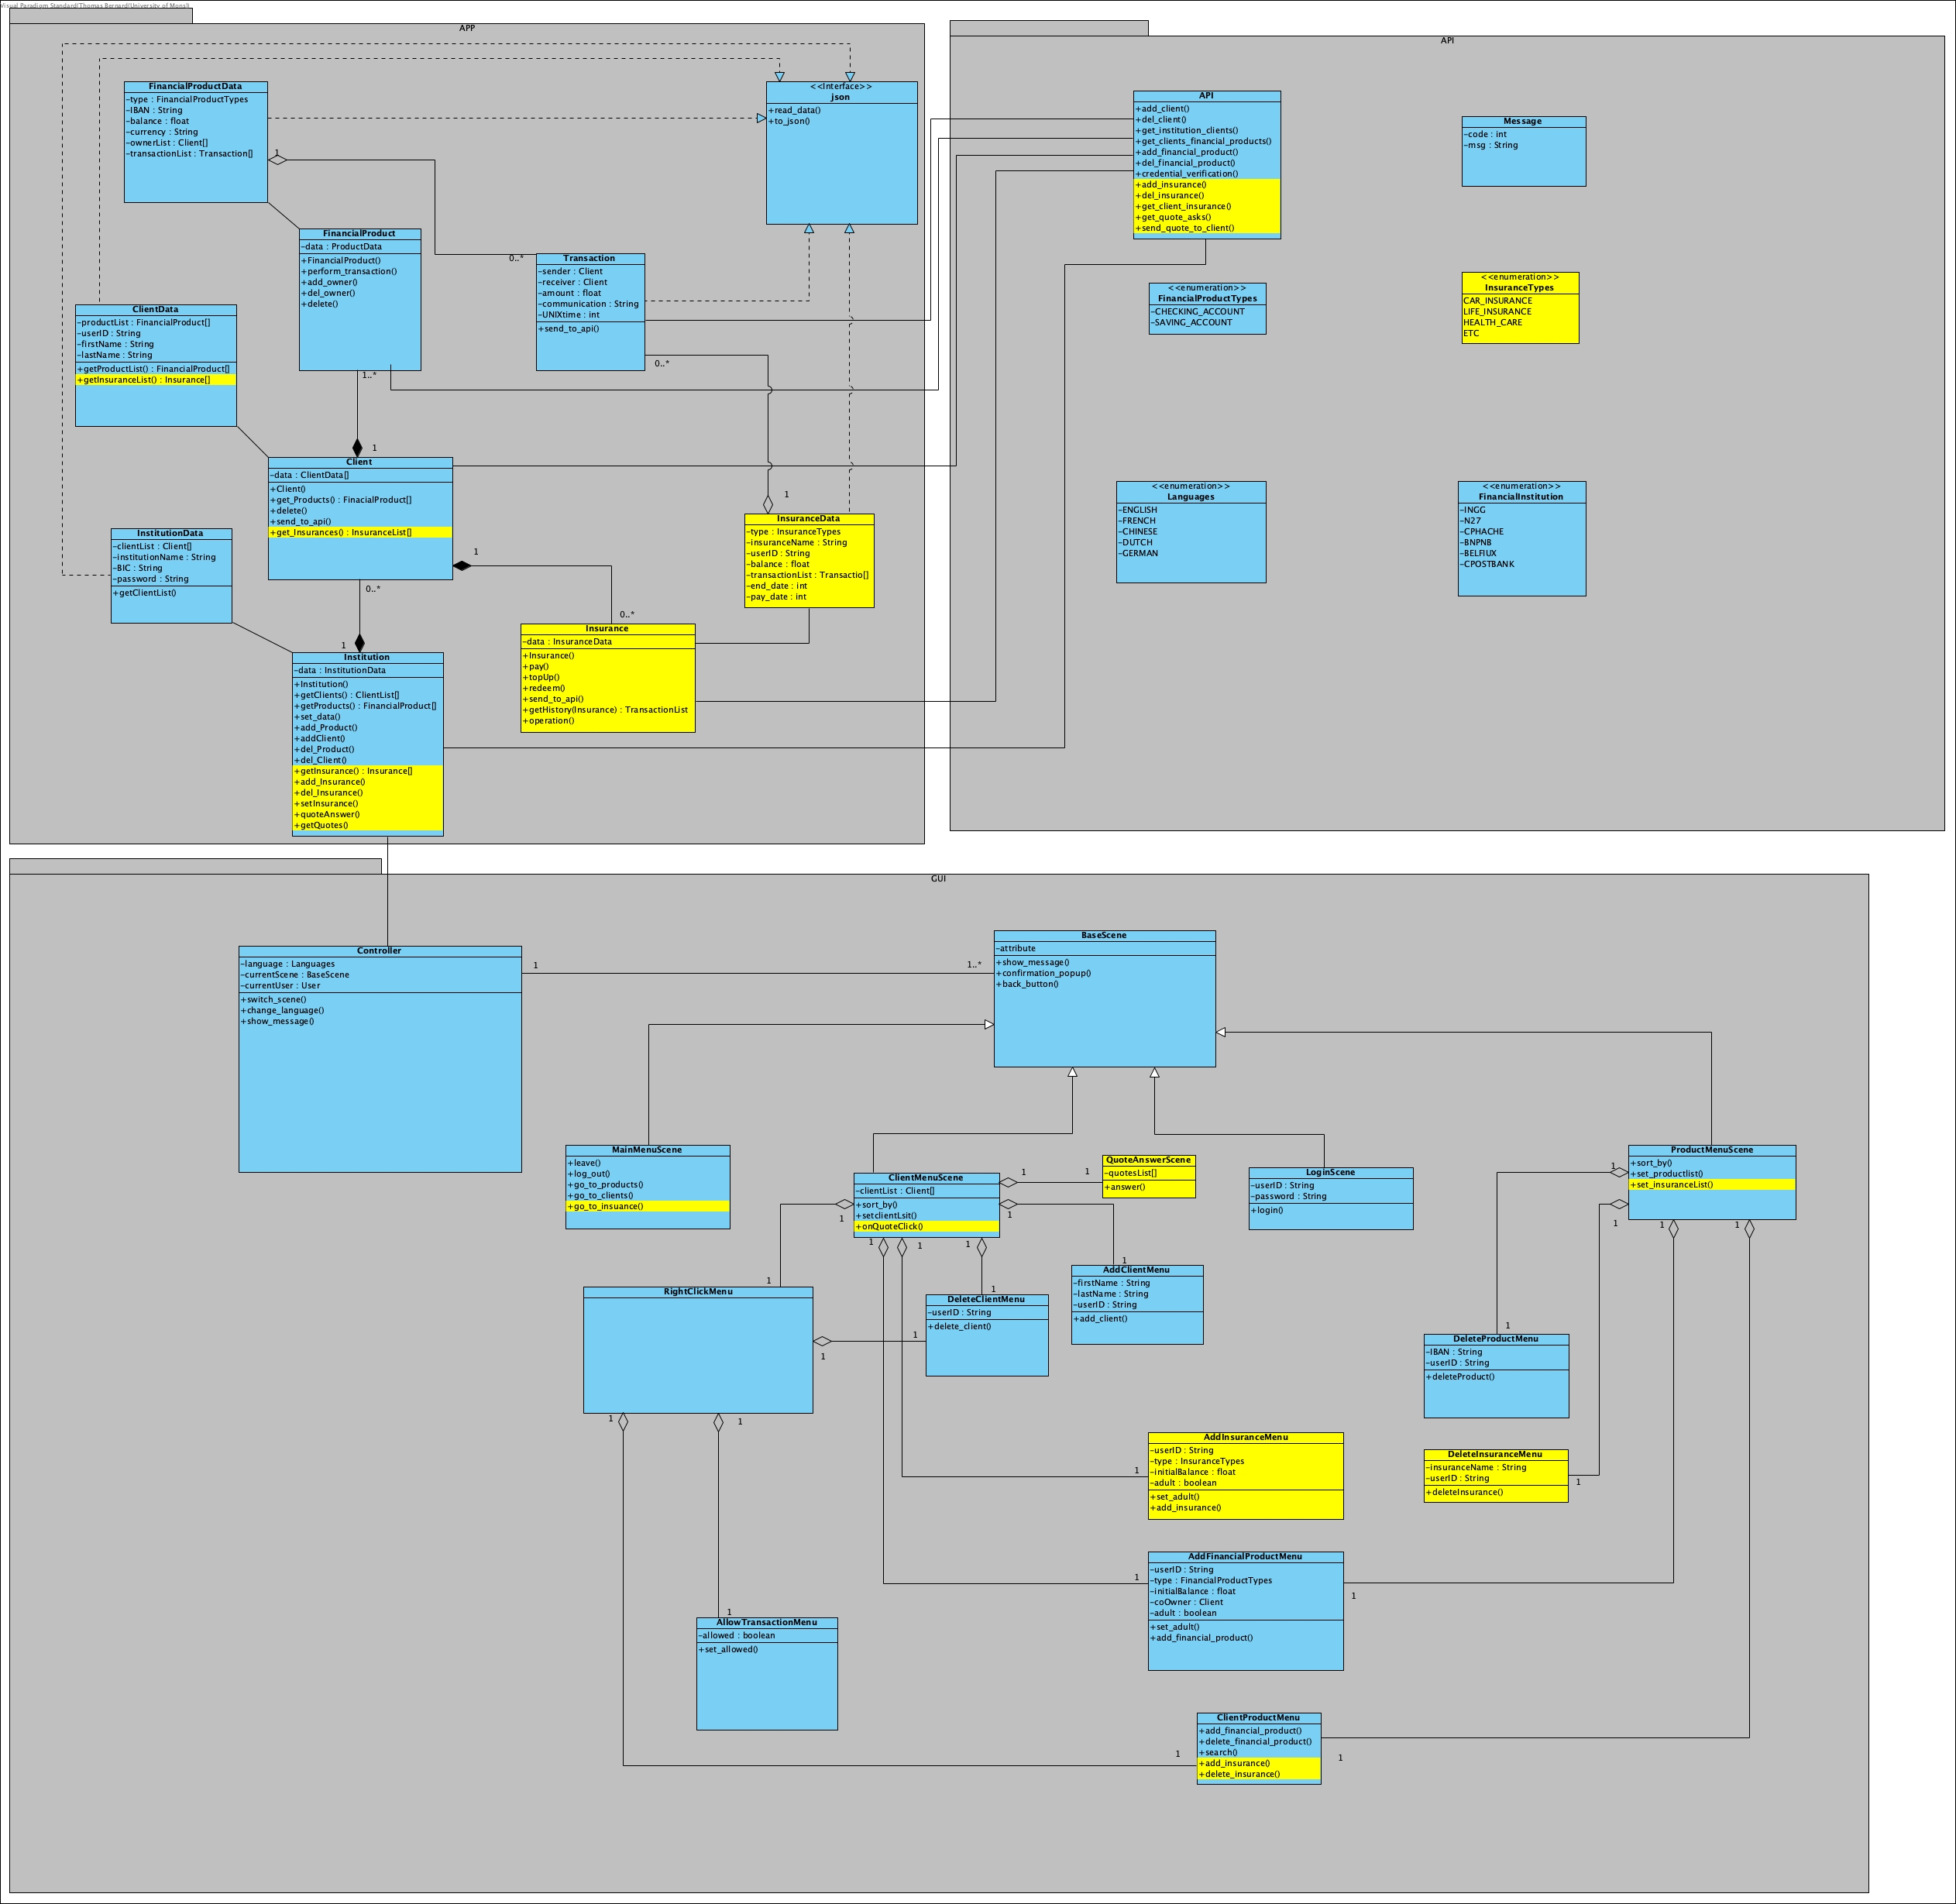 Visual Paradigm Standard(Thomas Bernard(University of Mons))
APP
FinancialProductData
-type : FinancialProductTypes
-IBAN : String
-balance : float
-currency : String
-ownerList : Client[]
-transactionList : Transaction[]
1
<<Interface>>
json
+read_data()
+to_json()
FinancialProduct
-data : ProductData
+FinancialProduct()
+perform_transaction()
+add_owner()
+del_owner()
+delete()
1..*
0..*
Transaction
-sender : Client
-receiver : Client
-amount : float
-communication : String
-UNIXtime : int
+send_to_api()
0..*
ClientData
-productList : FinancialProduct[]
-userID : String
-firstName : String
-lastName : String
+getProductList() : FinancialProduct[]
+getInsuranceList() : Insurance[]
1
Client
-data : ClientData[]
+Client()
+get_Products() : FinacialProduct[]
+delete()
+send_to_api()
+get_Insurances() : InsuranceList[]
1
0..*
1
InsuranceData
-type : InsuranceTypes
-insuranceName : String
-userID : String
-balance : float
-transactionList : Transactio[]
-end_date : int
-pay_date : int
InstitutionData
-clientList : Client[]
-institutionName : String
-BIC : String
-password : String
+getClientList()
0..*
Insurance
-data : InsuranceData
+Insurance()
+pay()
+topUp()
+redeem()
+send_to_api()
+getHistory(Insurance) : TransactionList
+operation()
1
Institution
-data : InstitutionData
+Institution()
+getClients() : ClientList[]
+getProducts() : FinancialProduct[]
+set_data()
+add_Product()
+addClient()
+del_Product()
+del_Client()
+getInsurance() : Insurance[]
+add_Insurance()
+del_Insurance()
+setInsurance()
+quoteAnswer()
+getQuotes()
API
API
+add_client()
+del_client()
+get_institution_clients()
+get_clients_financial_products()
+add_financial_product()
+del_financial_product()
+credential_verification()
+add_insurance()
+del_insurance()
+get_client_insurance()
+get_quote_asks()
+send_quote_to_client()
Message
-code : int
-msg : String
<<enumeration>>
FinancialProductTypes
-CHECKING_ACCOUNT
-SAVING_ACCOUNT
<<enumeration>>
InsuranceTypes
CAR_INSURANCE
LIFE_INSURANCE
HEALTH_CARE
ETC
<<enumeration>>
Languages
-ENGLISH
-FRENCH
-CHINESE
-DUTCH
-GERMAN
<<enumeration>>
FinancialInstitution
-INGG
-N27
-CPHACHE
-BNPNB
-BELFIUX
-CPOSTBANK
GUI
Controller
-language : Languages
-currentScene : BaseScene
-currentUser : User
+switch_scene()
+change_language()
+show_message()
1
1..*
BaseScene
-attribute
+show_message()
+confirmation_popup()
+back_button()
MainMenuScene
+leave()
+log_out()
+go_to_products()
+go_to_clients()
+go_to_insuance()
ClientMenuScene
-clientList : Client[]
+sort_by()
+setclientLsit()
+onQuoteClick()
1
1
QuoteAnswerScene
-quotesList[]
+answer()
LoginScene
-userID : String
-password : String
+login()
1
ProductMenuScene
+sort_by()
+set_productlist()
+set_insuranceList()
1
1
1
1
1
1
1
1
1
1
RightClickMenu
1
DeleteClientMenu
-userID : String
+delete_client()
1
AddClientMenu
-firstName : String
-lastName : String
-userID : String
+add_client()
1
1
1
DeleteProductMenu
-IBAN : String
-userID : String
+deleteProduct()
1
1
AddInsuranceMenu
-userID : String
-type : InsuranceTypes
-initialBalance : float
-adult : boolean
+set_adult()
+add_insurance()
1
DeleteInsuranceMenu
-insuranceName : String
-userID : String
+deleteInsurance()
1
1
AddFinancialProductMenu
-userID : String
-type : FinancialProductTypes
-initialBalance : float
-coOwner : Client
-adult : boolean
+set_adult()
+add_financial_product()
1
1
AllowTransactionMenu
-allowed : boolean
+set_allowed()
1
ClientProductMenu
+add_financial_product()
+delete_financial_product()
+search()
+add_insurance()
+delete_insurance()
1